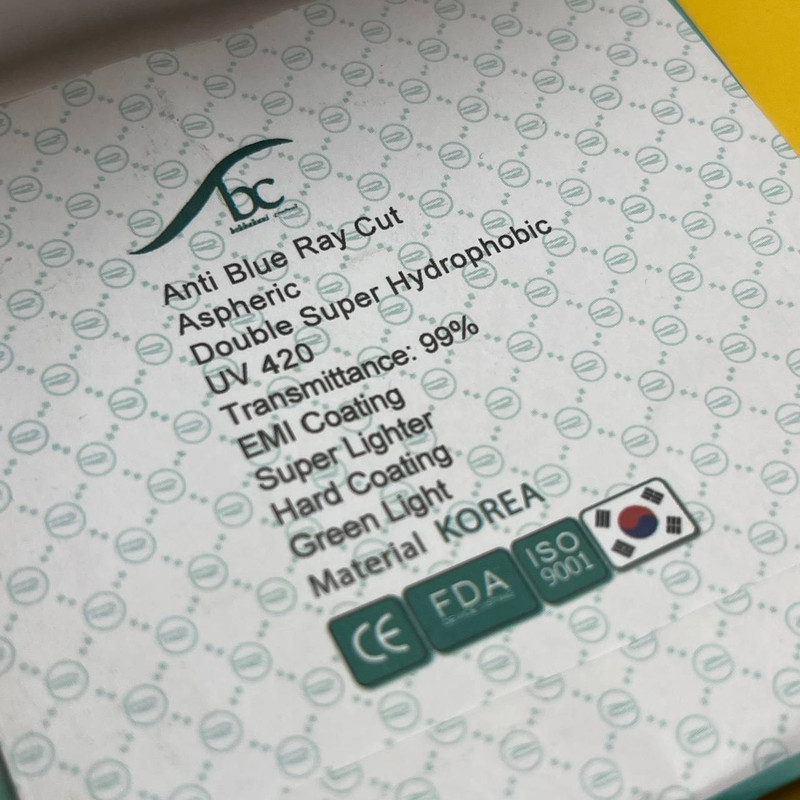 bc
Anti Blue Ray Cut
Aspheric
Double Super Hydrophobic
UV 420
Transmittance: 99%
EMI Coating
Super Lighter
Hard Coating
Green Light
Material KOREA
CE
FDA
ISO
9001